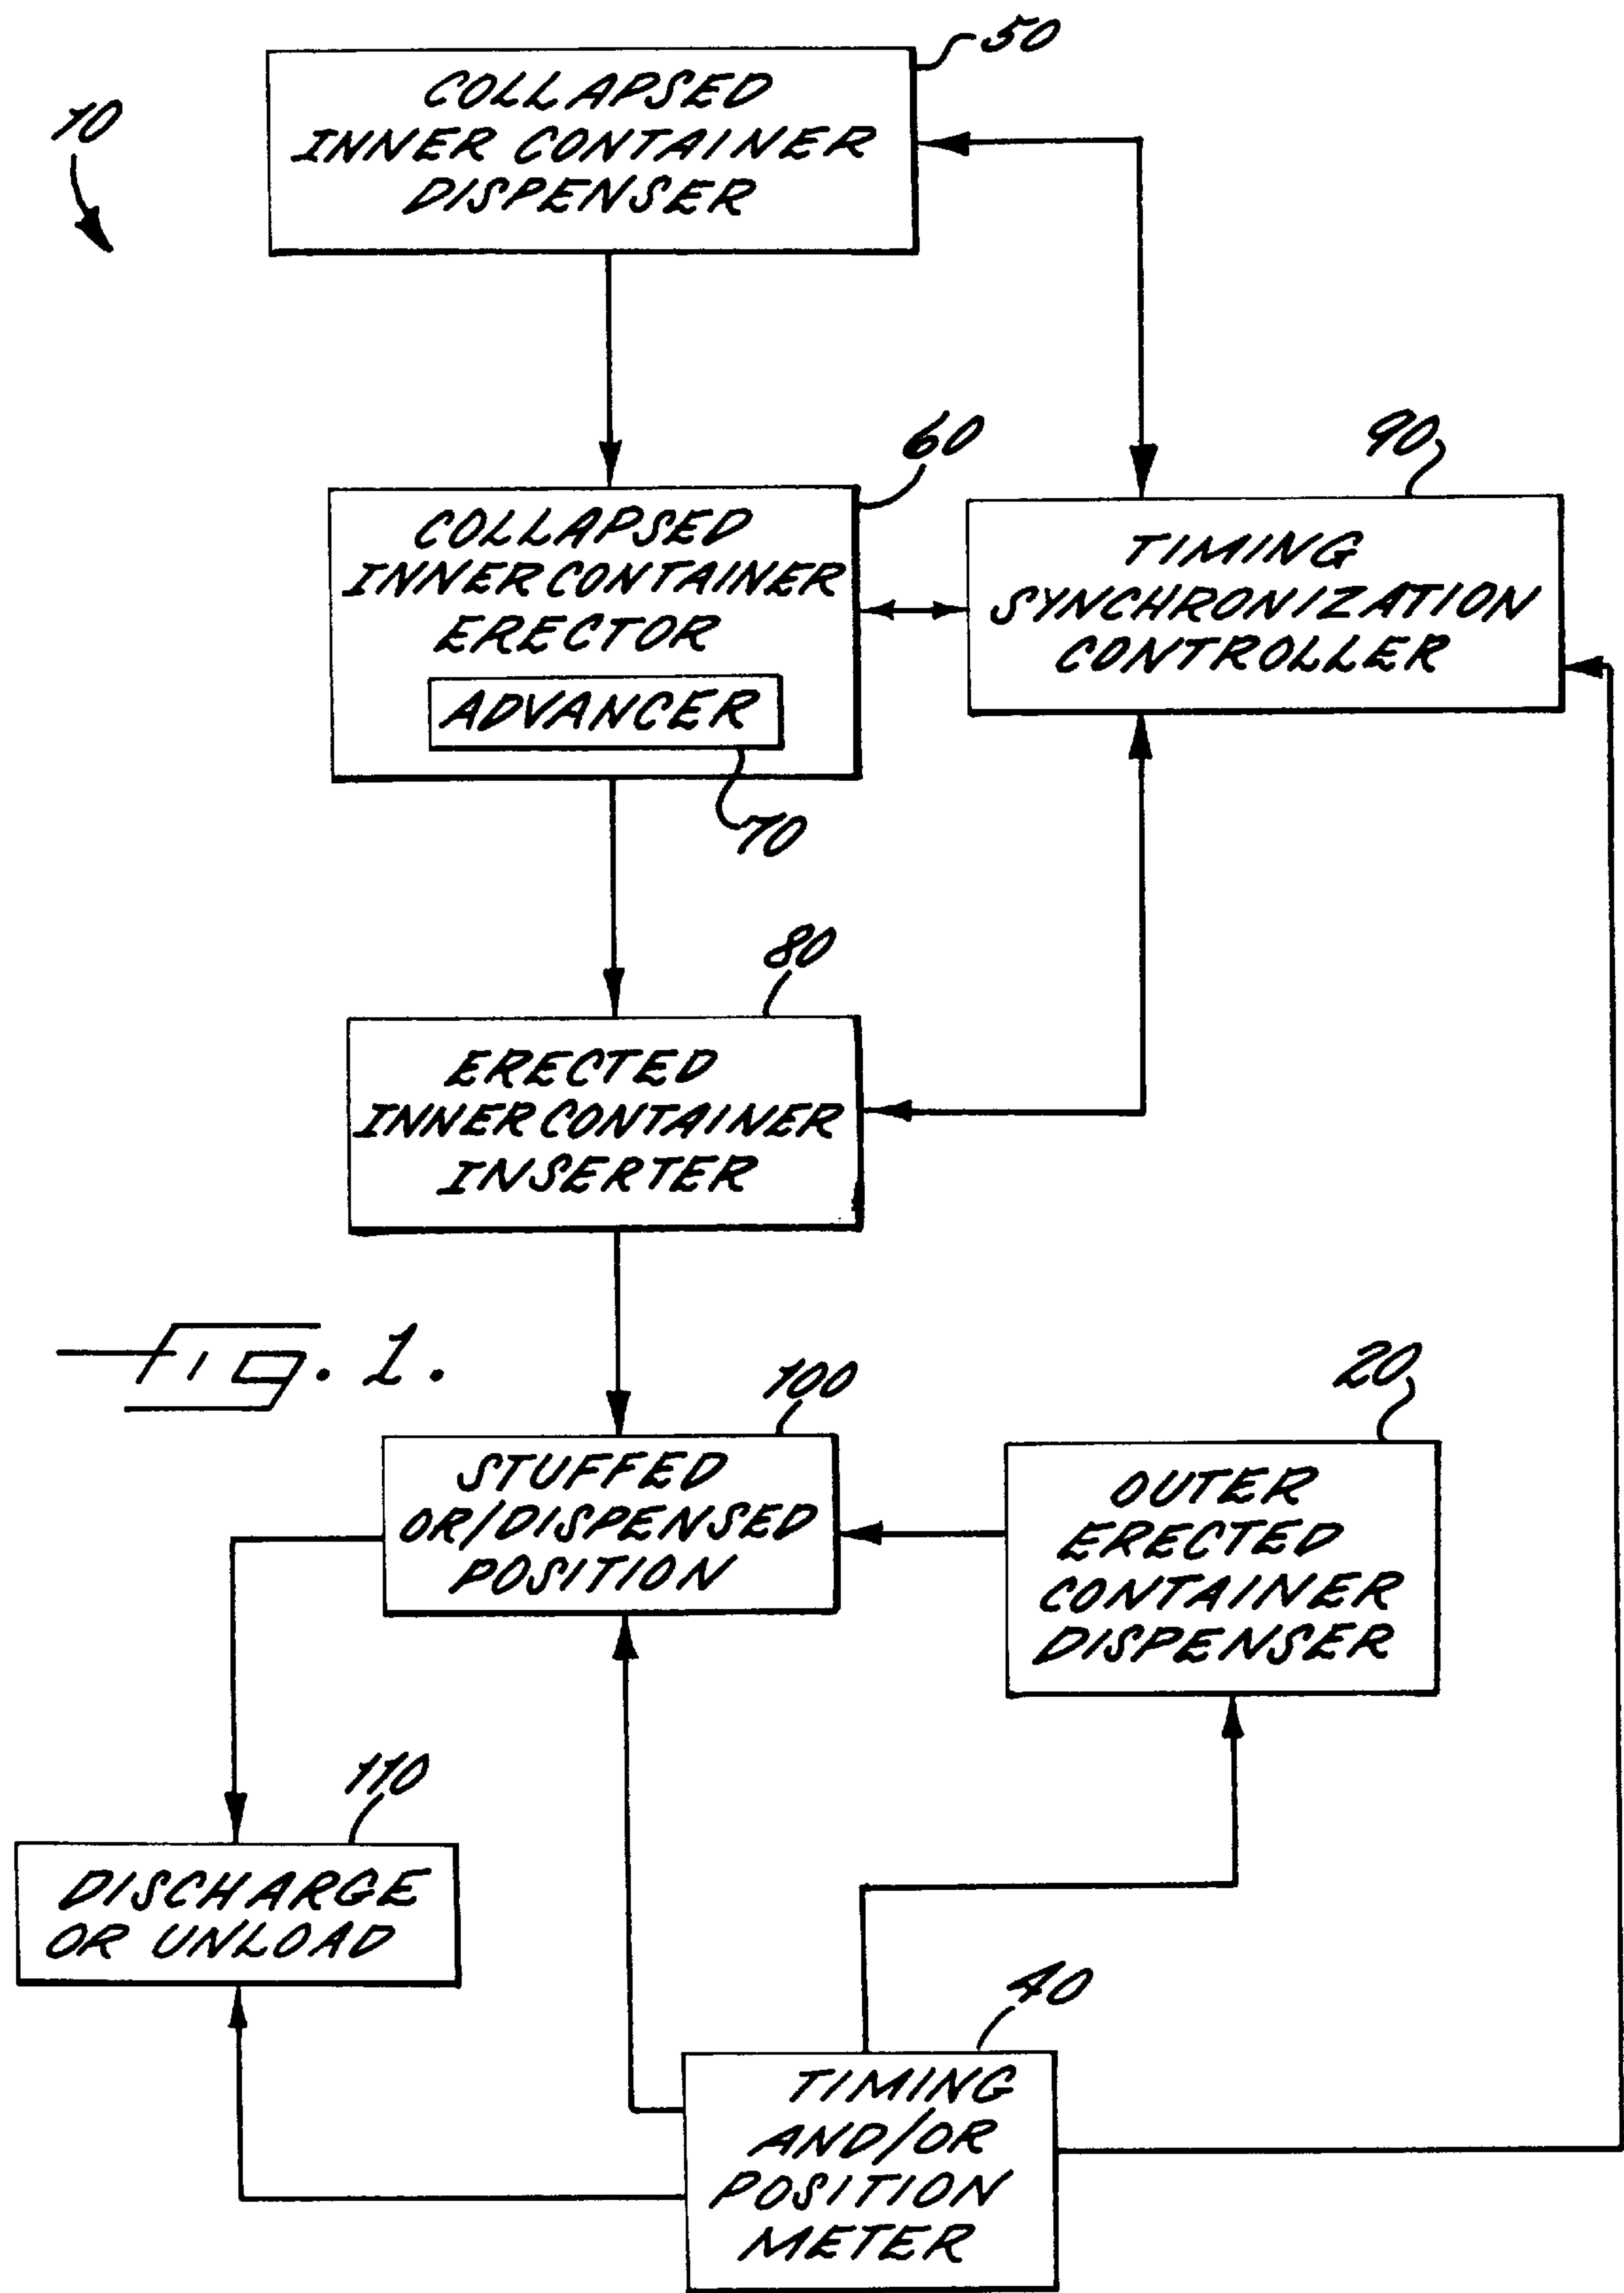 50
10
COLLAPSED
INNER CONTAINER
DISPENSER
60
90
COLLAPSED
INNER CONTAINER
ERECTOR
ADVANCER
70
TIMING
SYNCHRONIZATION
CONTROLLER
80
ERECTED
INNER CONTAINER
INSERTER
Fig. 1.
100
20
STUFFED
OR/DISPENSED
POSITION
OUTER
ERECTED
CONTAINER
DISPENSER
110
DISCHARGE
OR UNLOAD
40
TIMING
AND/OR
POSITION
METER